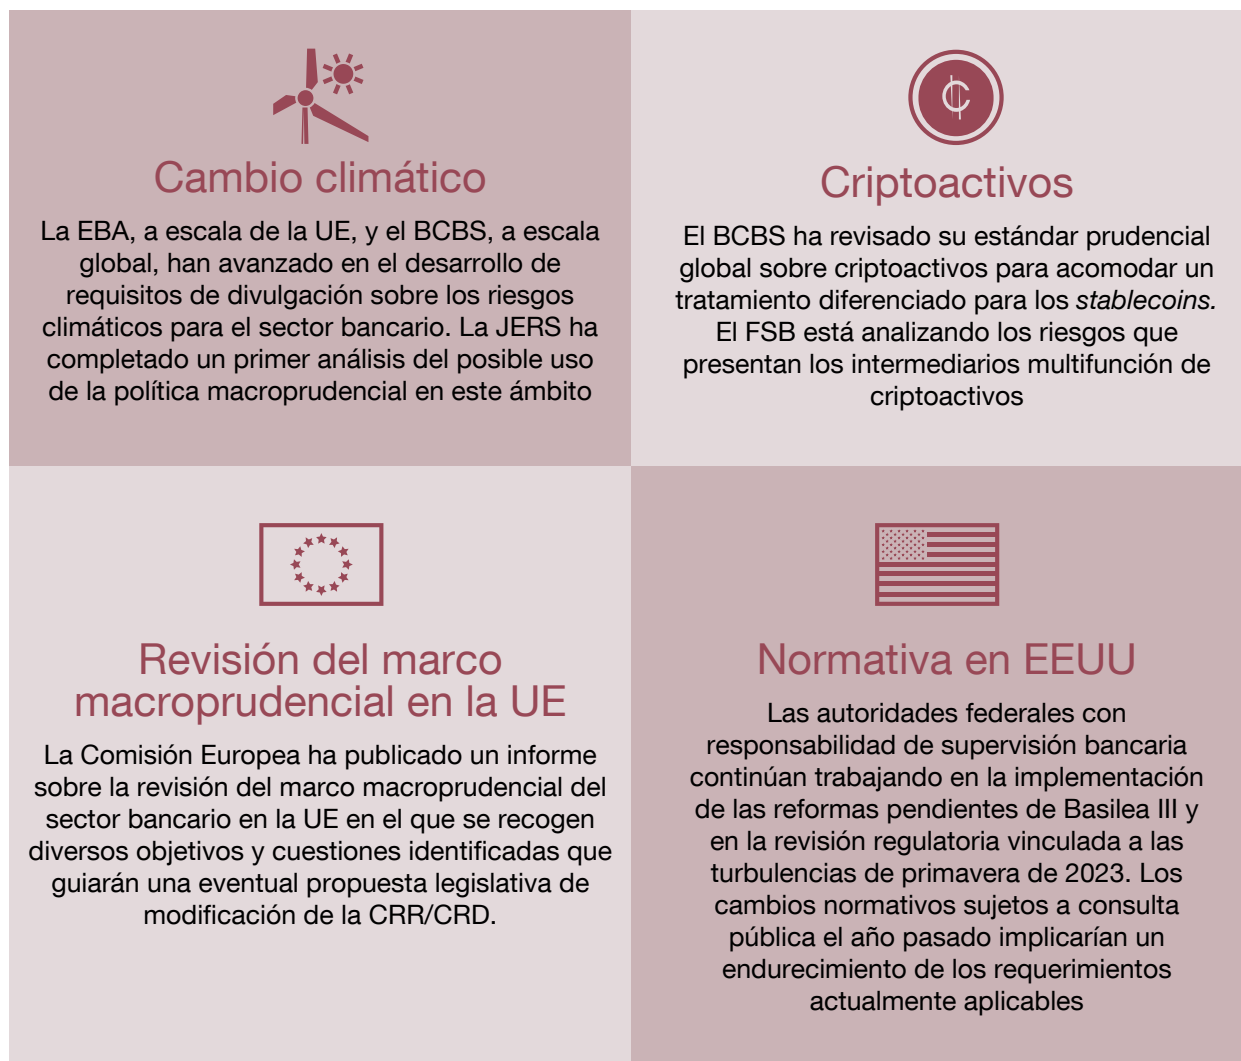 Cambio climático
La EBA, a escala de la UE, y el BCBS, a escala
global, han avanzado en el desarrollo de
requisitos de divulgación sobre los riesgos
climáticos para el sector bancario. La JERS ha
completado un primer análisis del posible uso
de la política macroprudencial en este ámbito
Criptoactivos
El BCBS ha revisado su estándar prudencial
global sobre criptoactivos para acomodar un
tratamiento diferenciado para los stablecoins.
El FSB está analizando los riesgos que
presentan los intermediarios multifunción de
criptoactivos
Revisión del marco
macroprudencial en la UE
La Comisión Europea ha publicado un informe
sobre la revisión del marco macroprudencial del
sector bancario en la UE en el que se recogen
diversos objetivos y cuestiones identificadas que
guiarán una eventual propuesta legislativa de
modificación de la CRR/CRD.
Normativa en EEUU
Las autoridades federales con
responsabilidad de supervisión bancaria
continúan trabajando en la implementación
de las reformas pendientes de Basilea III y
en la revisión regulatoria vinculada a las
turbulencias de primavera de 2023. Los
cambios normativos sujetos a consulta
pública el año pasado implicarían un
endurecimiento de los requerimientos
actualmente aplicables